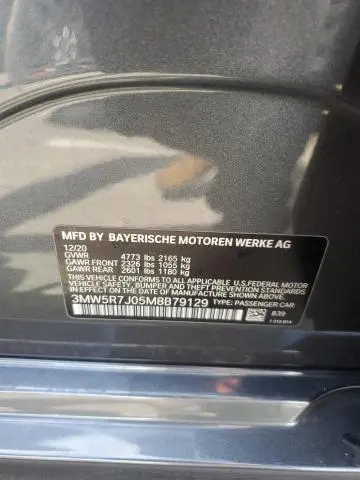 MFD BY BAYERISCHE MOTOREN WERKE AG
12/20
GVWR 4773 lbs 2165 kg
GAWR FRONT 2326 lbs 1055 kg
GAWR REAR 2601 lbs 1180 kg
THIS VEHICLE CONFORMS TO ALL APPLICABLE U.S.FEDERAL MOTOR
VEHICLE SAFETY, BUMPER AND THEFT PREVENTION STANDARDS
IN EFFECT ON THE DATE OF MANUFACTURE SHOWN ABOVE.
3MW5R7J05M8B79129 TYPE: PASSENGER CAR
B39